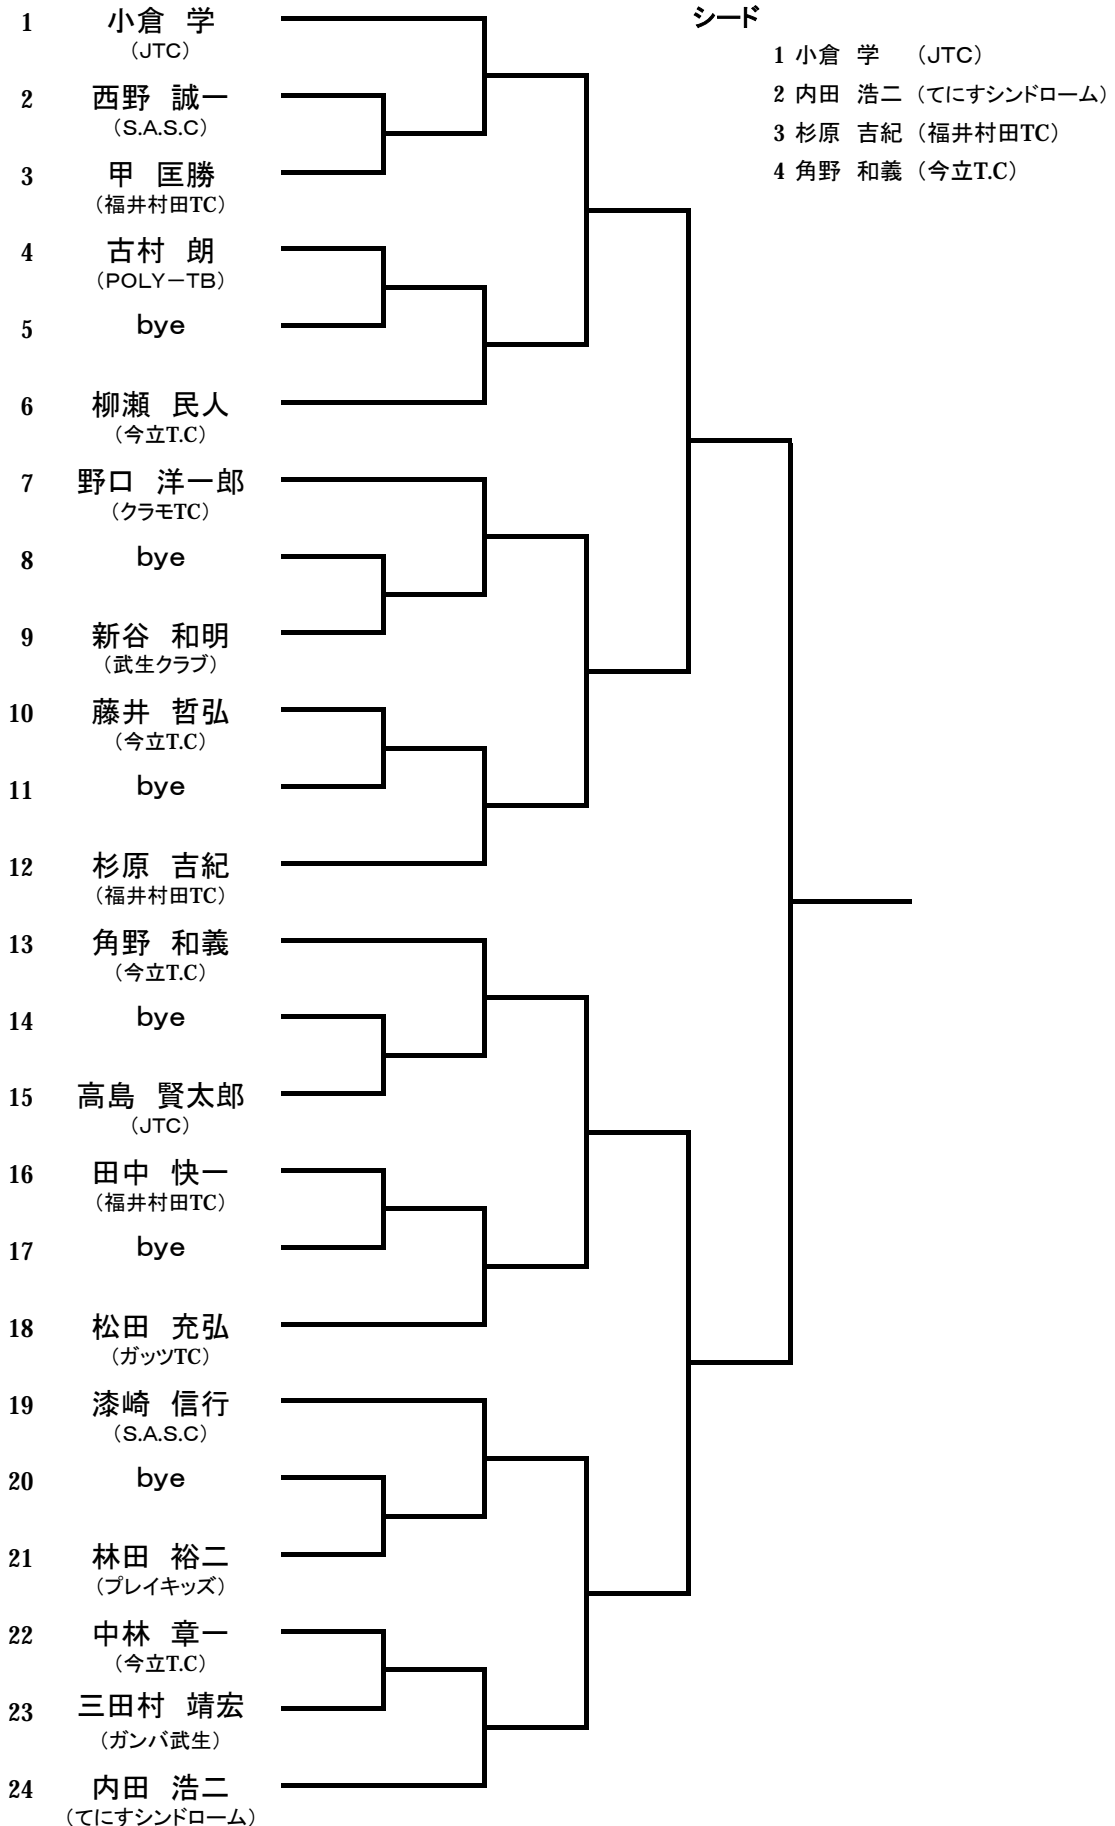 シード
1 小倉　学　（JTC）
2 内田　浩二（てにすシンドローム）
3 杉原　吉紀（福井村田TC）
4 角野　和義（今立T.C）
1 小倉　学
（JTC）
2 西野　誠一
（S.A.S.C）
3 甲　匡勝
（福井村田TC）
4 古村　朗
（POLY－TB）
5 bye
6 柳瀬　民人
（今立T.C）
7 野口　洋一郎
（クラモTC）
8 bye
9 新谷　和明
（武生クラブ）
10 藤井　哲弘
（今立T.C）
11 bye
12 杉原　吉紀
（福井村田TC）
13 角野　和義
（今立T.C）
14 bye
15 高島　賢太郎
（JTC）
16 田中　快一
（福井村田TC）
17 bye
18 松田　充弘
（ガッツTC）
19 漆崎　信行
（S.A.S.C）
20 bye
21 林田　裕二
（プレイキッズ）
22 中林　章一
（今立T.C）
23 三田村　靖宏
（ガンバ武生）
24 内田　浩二
（てにすシンドローム）